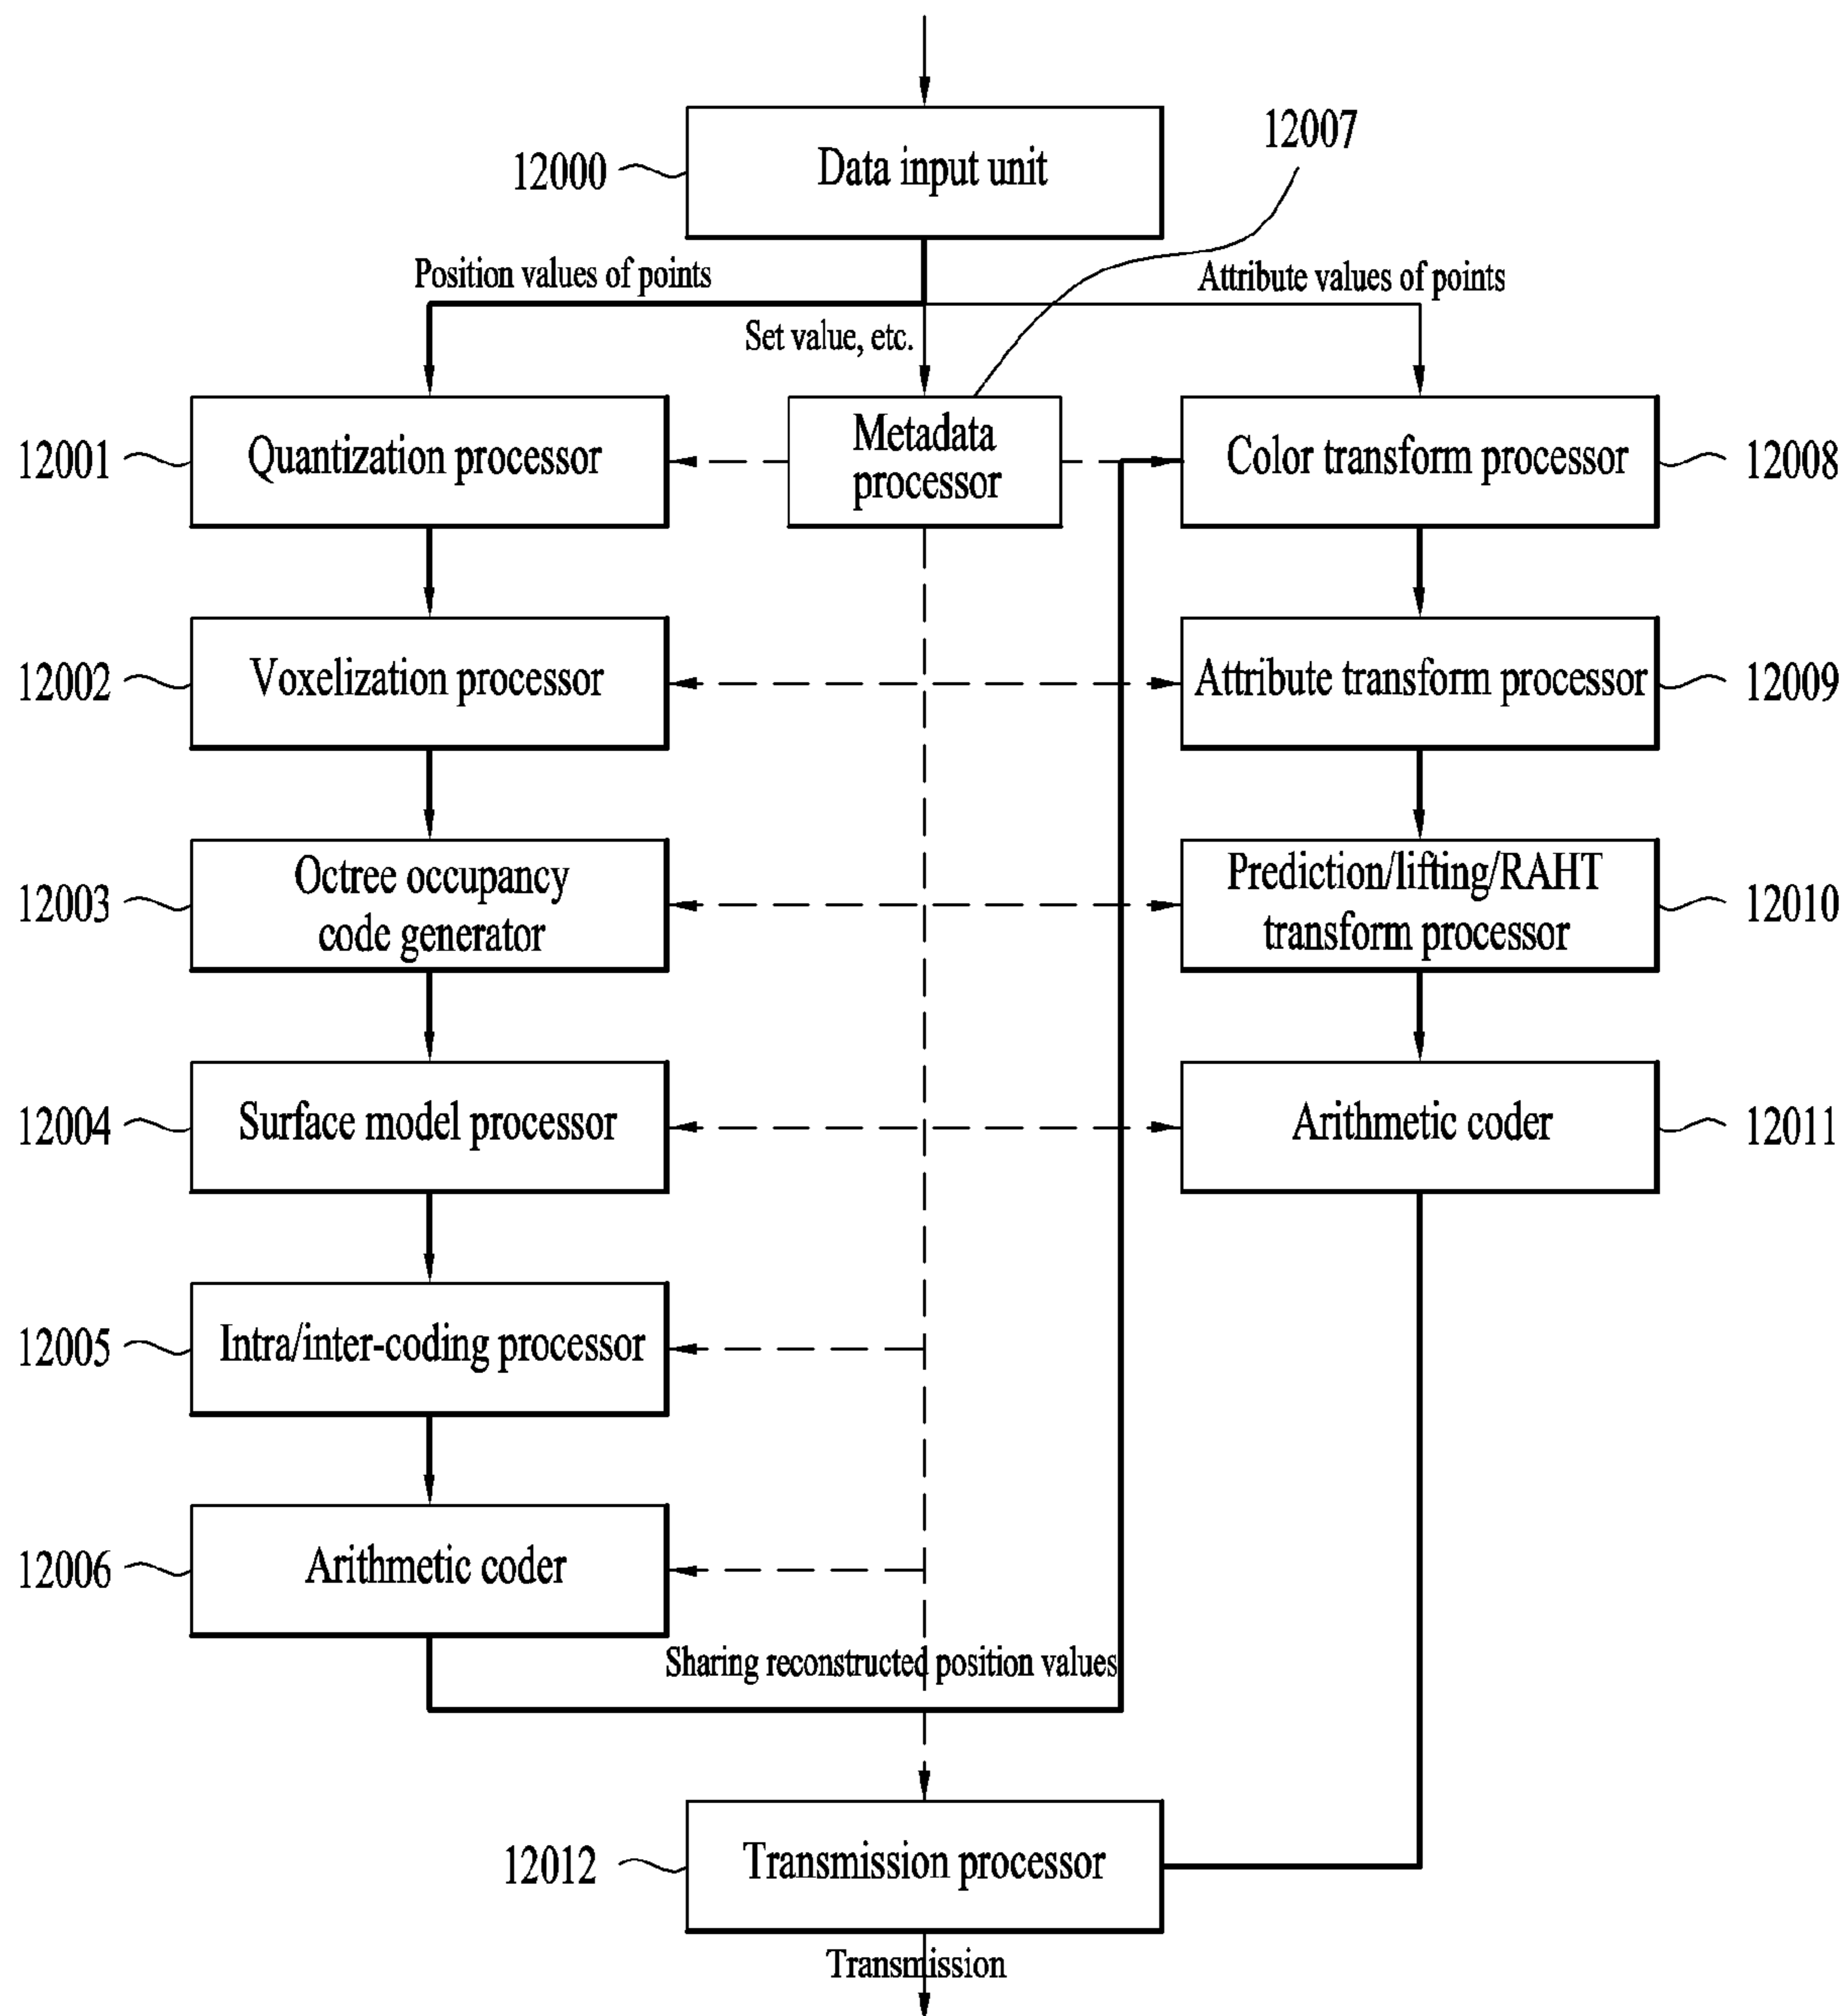 12007
12000
Data input unit
Position values of points
Attribute values of points
Set value, etc.
12001
Quantization processor
Metadata
processor
Color transform processor
12008
12002
Voxelization processor
Attribute transform processor
12009
12003
Octree occupancy
code generator
Prediction/lifting/RAHT
transform processor
12010
12004
Surface model processor
Arithmetic coder
12011
12005
Intra/inter-coding processor
12006
Arithmetic coder
Sharing reconstructed position values
12012
Transmission processor
Transmission